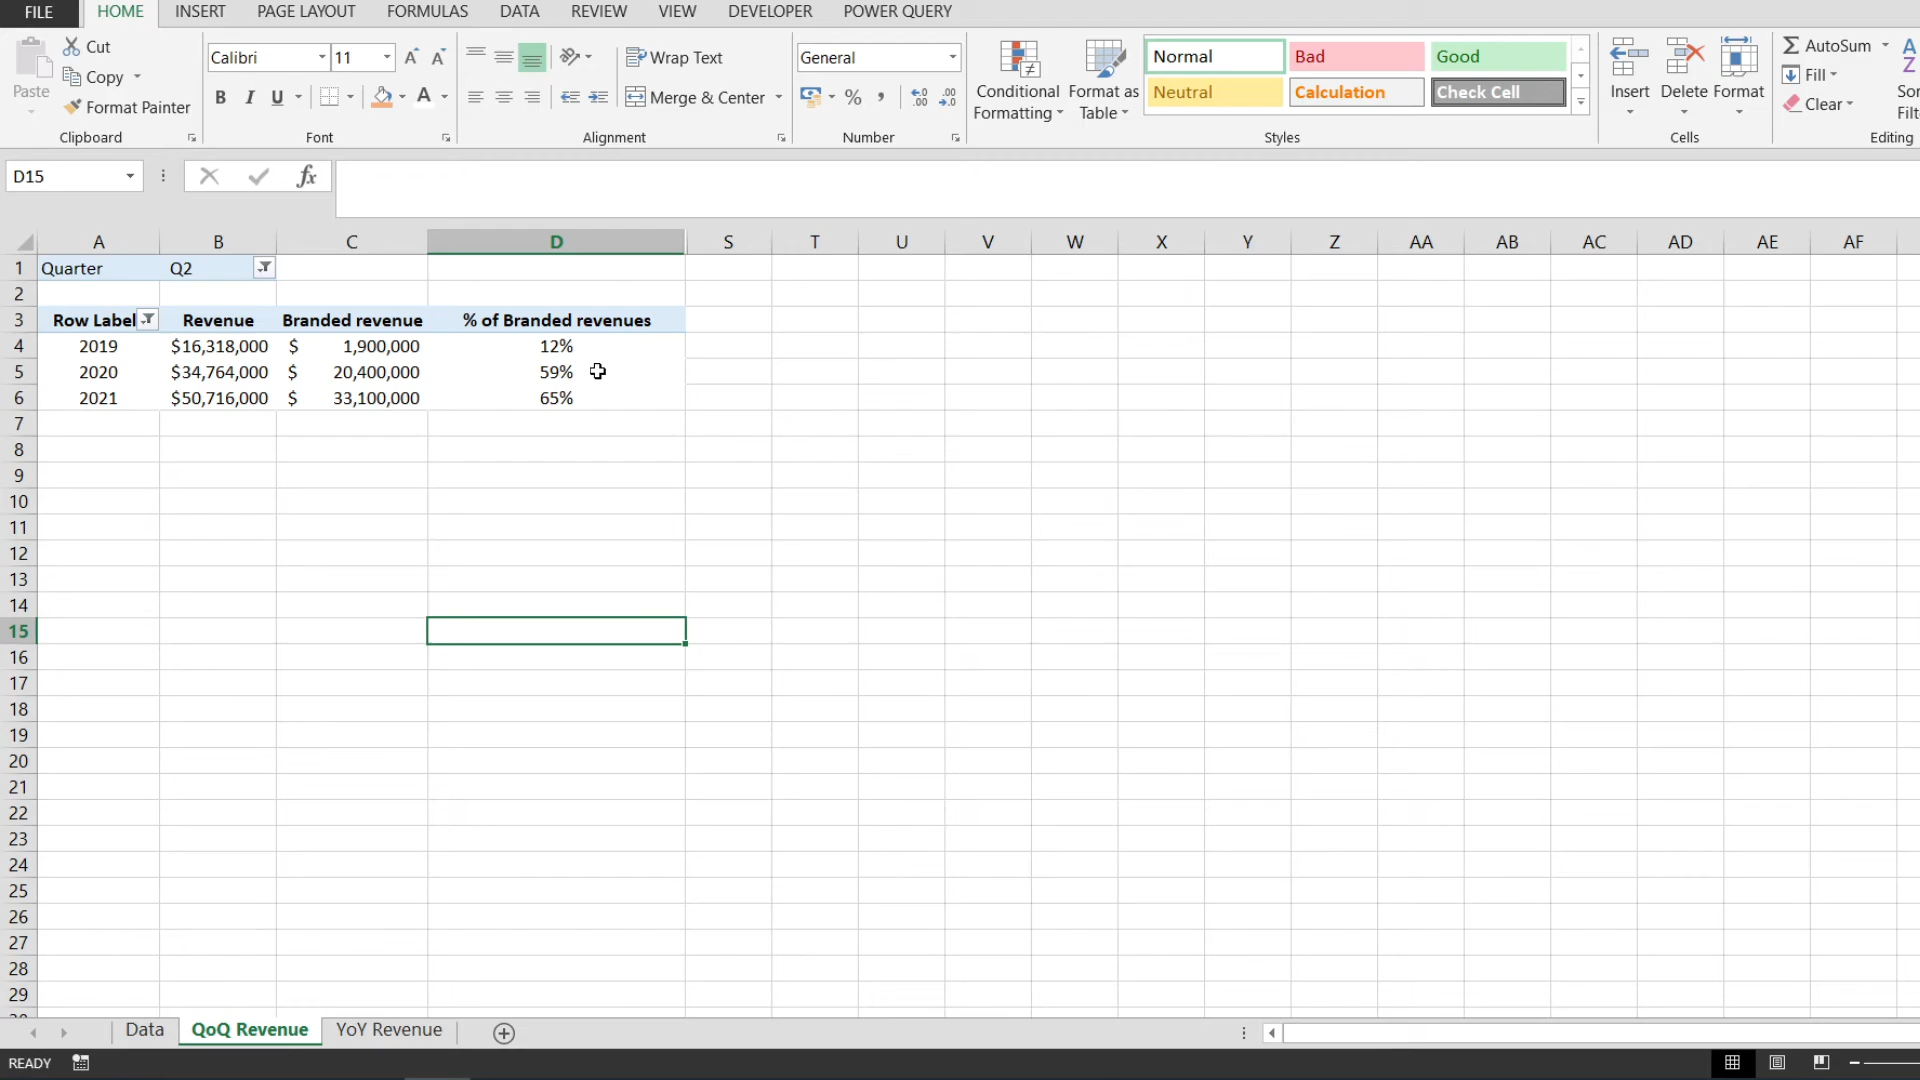 FILE HOME INSERT PAGE LAYOUT FORMULAS DATA REVIEW VIEW DEVELOPER POWER QUERY
Paste
Cut
Copy
Format Painter
Clipboard
Calibri 11
B I U
Font
Wrap Text
Merge & Center
Alignment
General
%
Number
Conditional
Formatting
Format as
Table
Normal Bad Good
Neutral Calculation Check Cell
Styles
Insert Delete Format
Cells
AutoSum
Fill
Clear
Editing
D15
fx
A B C D S T U V W X Y Z AA AB AC AD AE AF
1 Quarter Q2
2
3 Row Label Revenue Branded revenue % of Branded revenues
4 2019 $16,318,000 $ 1,900,000 12%
5 2020 $34,764,000 $ 20,400,000 59%
6 2021 $50,716,000 $ 33,100,000 65%
7
8
9
10
11
12
13
14
15
16
17
18
19
20
21
22
23
24
25
26
27
28
29
Data QoQ Revenue YoY Revenue
READY